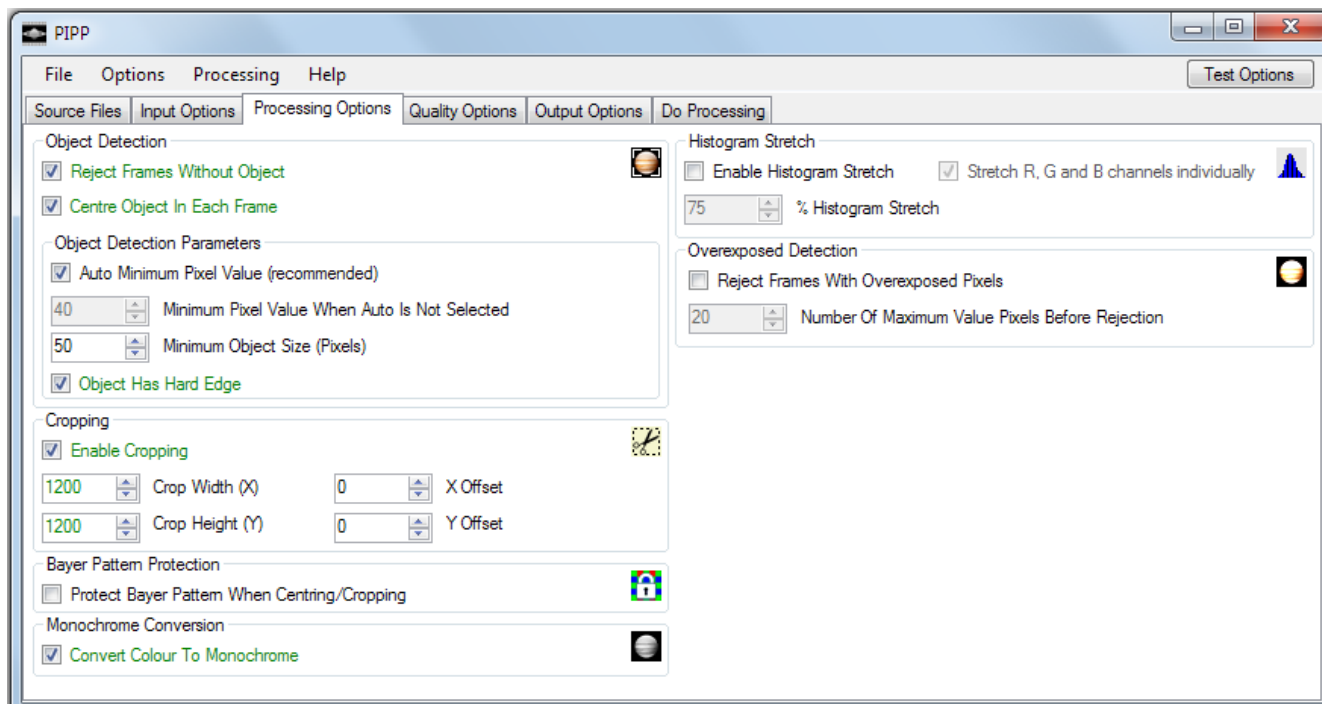 PIPP
File Options Processing Help Test Options
Source Files Input Options Processing Options Quality Options Output Options Do Processing
Object Detection
Reject Frames Without Object
Centre Object In Each Frame
Object Detection Parameters
Auto Minimum Pixel Value (recommended)
40 Minimum Pixel Value When Auto Is Not Selected
50 Minimum Object Size (Pixels)
Object Has Hard Edge
Cropping
Enable Cropping
1200 Crop Width (X) 0 X Offset
1200 Crop Height (Y) 0 Y Offset
Bayer Pattern Protection
Protect Bayer Pattern When Centring/Cropping
Monochrome Conversion
Convert Colour To Monochrome
Histogram Stretch
Enable Histogram Stretch Stretch R, G and B channels individually
75 % Histogram Stretch
Overexposed Detection
Reject Frames With Overexposed Pixels
20 Number Of Maximum Value Pixels Before Rejection